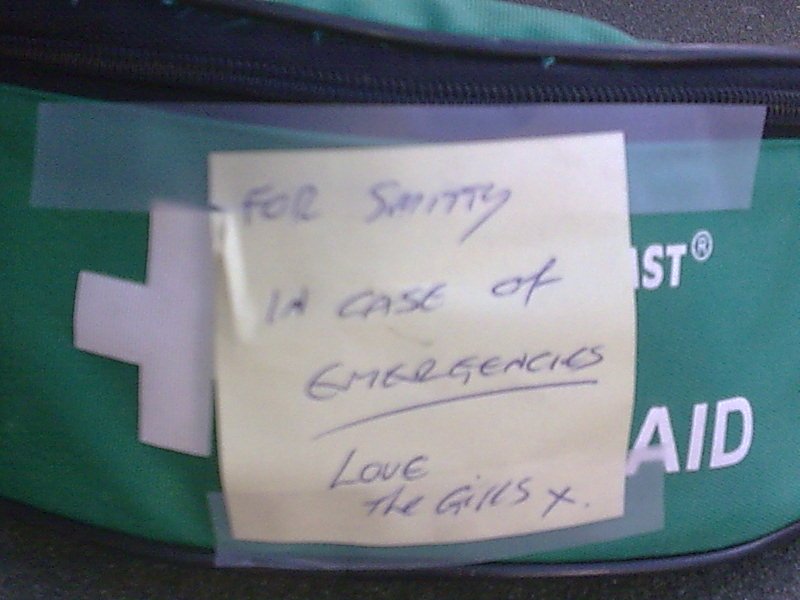 FOR SMITTY
IN CASE OF
EMERGENCIES
LOVE
The GIRLS x.
AST®
AID